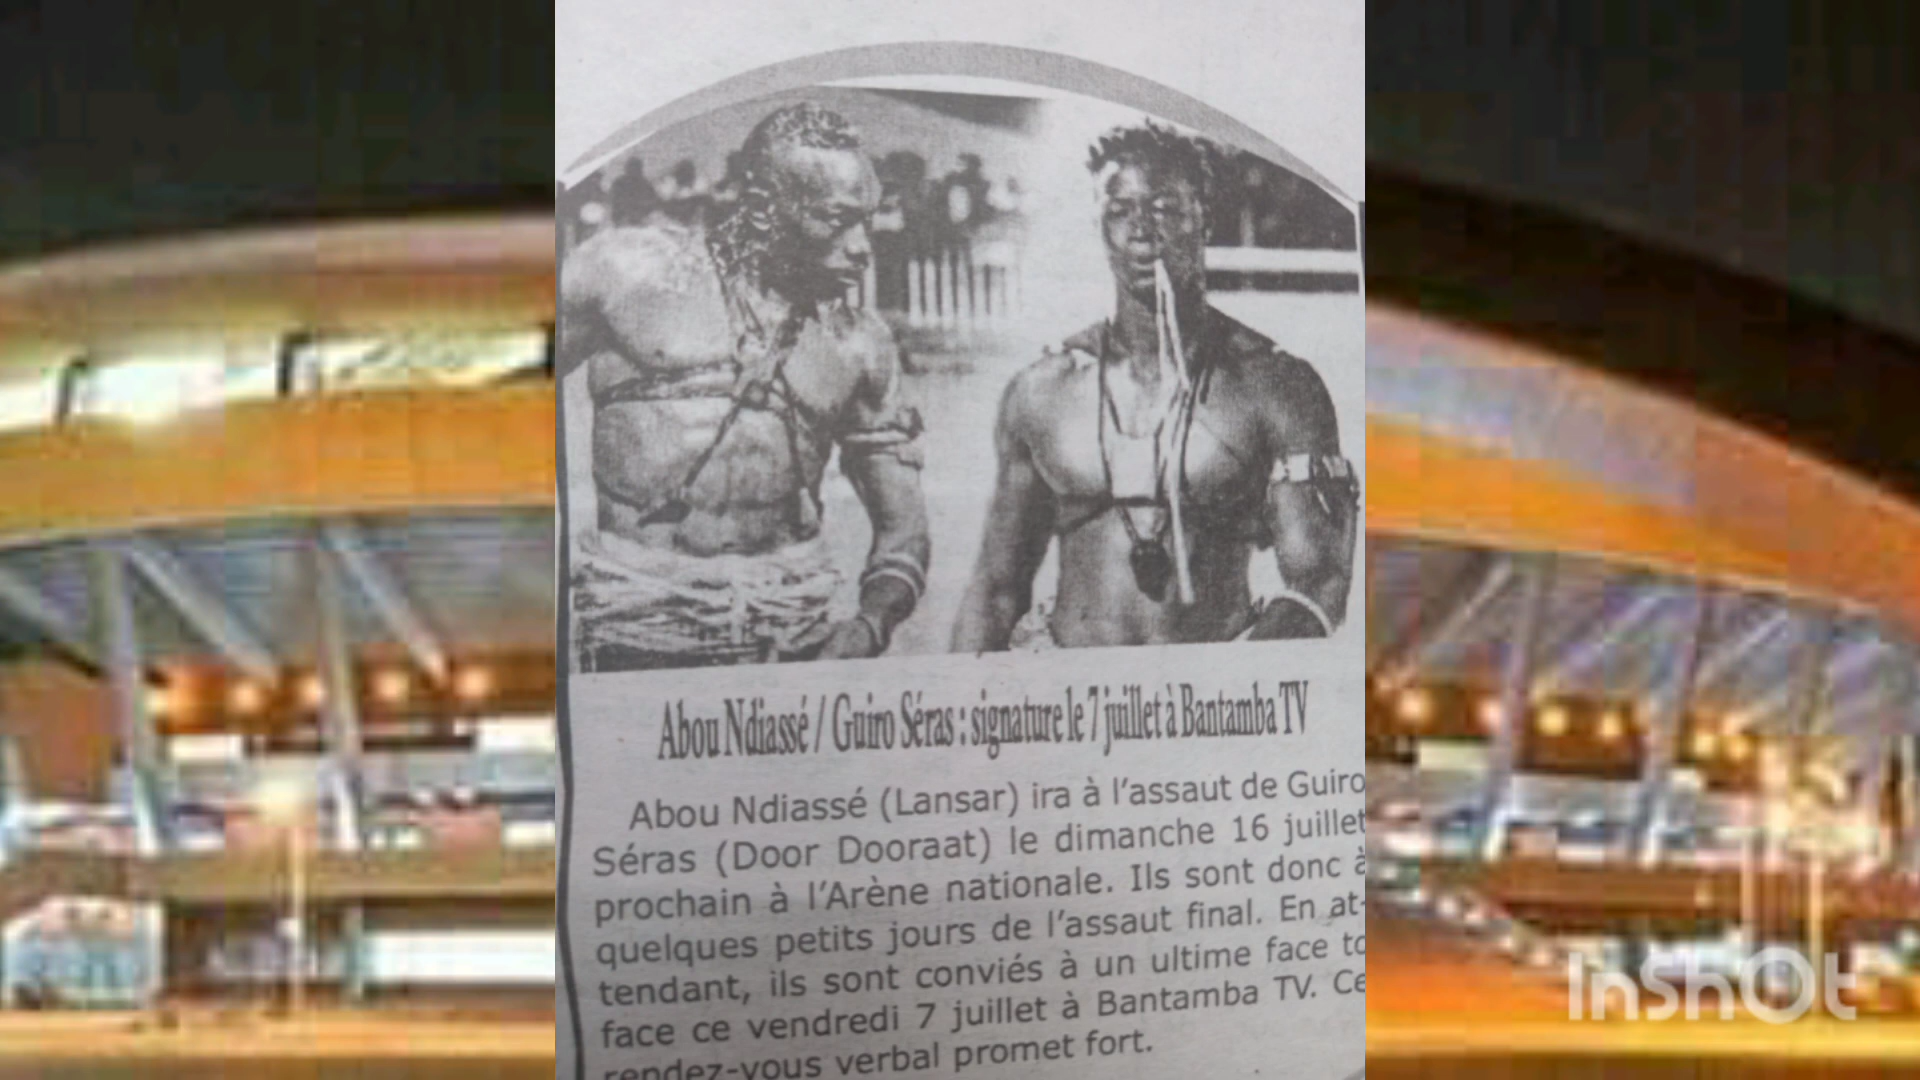 Abou Ndiassé / Guiro Séras : signature le 7 juillet à Bantamba TV
Abou Ndiassé (Lansar) ira à l'assaut de Guiro
Séras (Door Dooraat) le dimanche 16 juillet
prochain à l'Arène nationale. Ils sont donc à
quelques petits jours de l'assaut final. En at-
tendant, ils sont conviés à un ultime face to
face ce vendredi 7 juillet à Bantamba TV. Ce
rendez-vous verbal promet fort.
InShOt